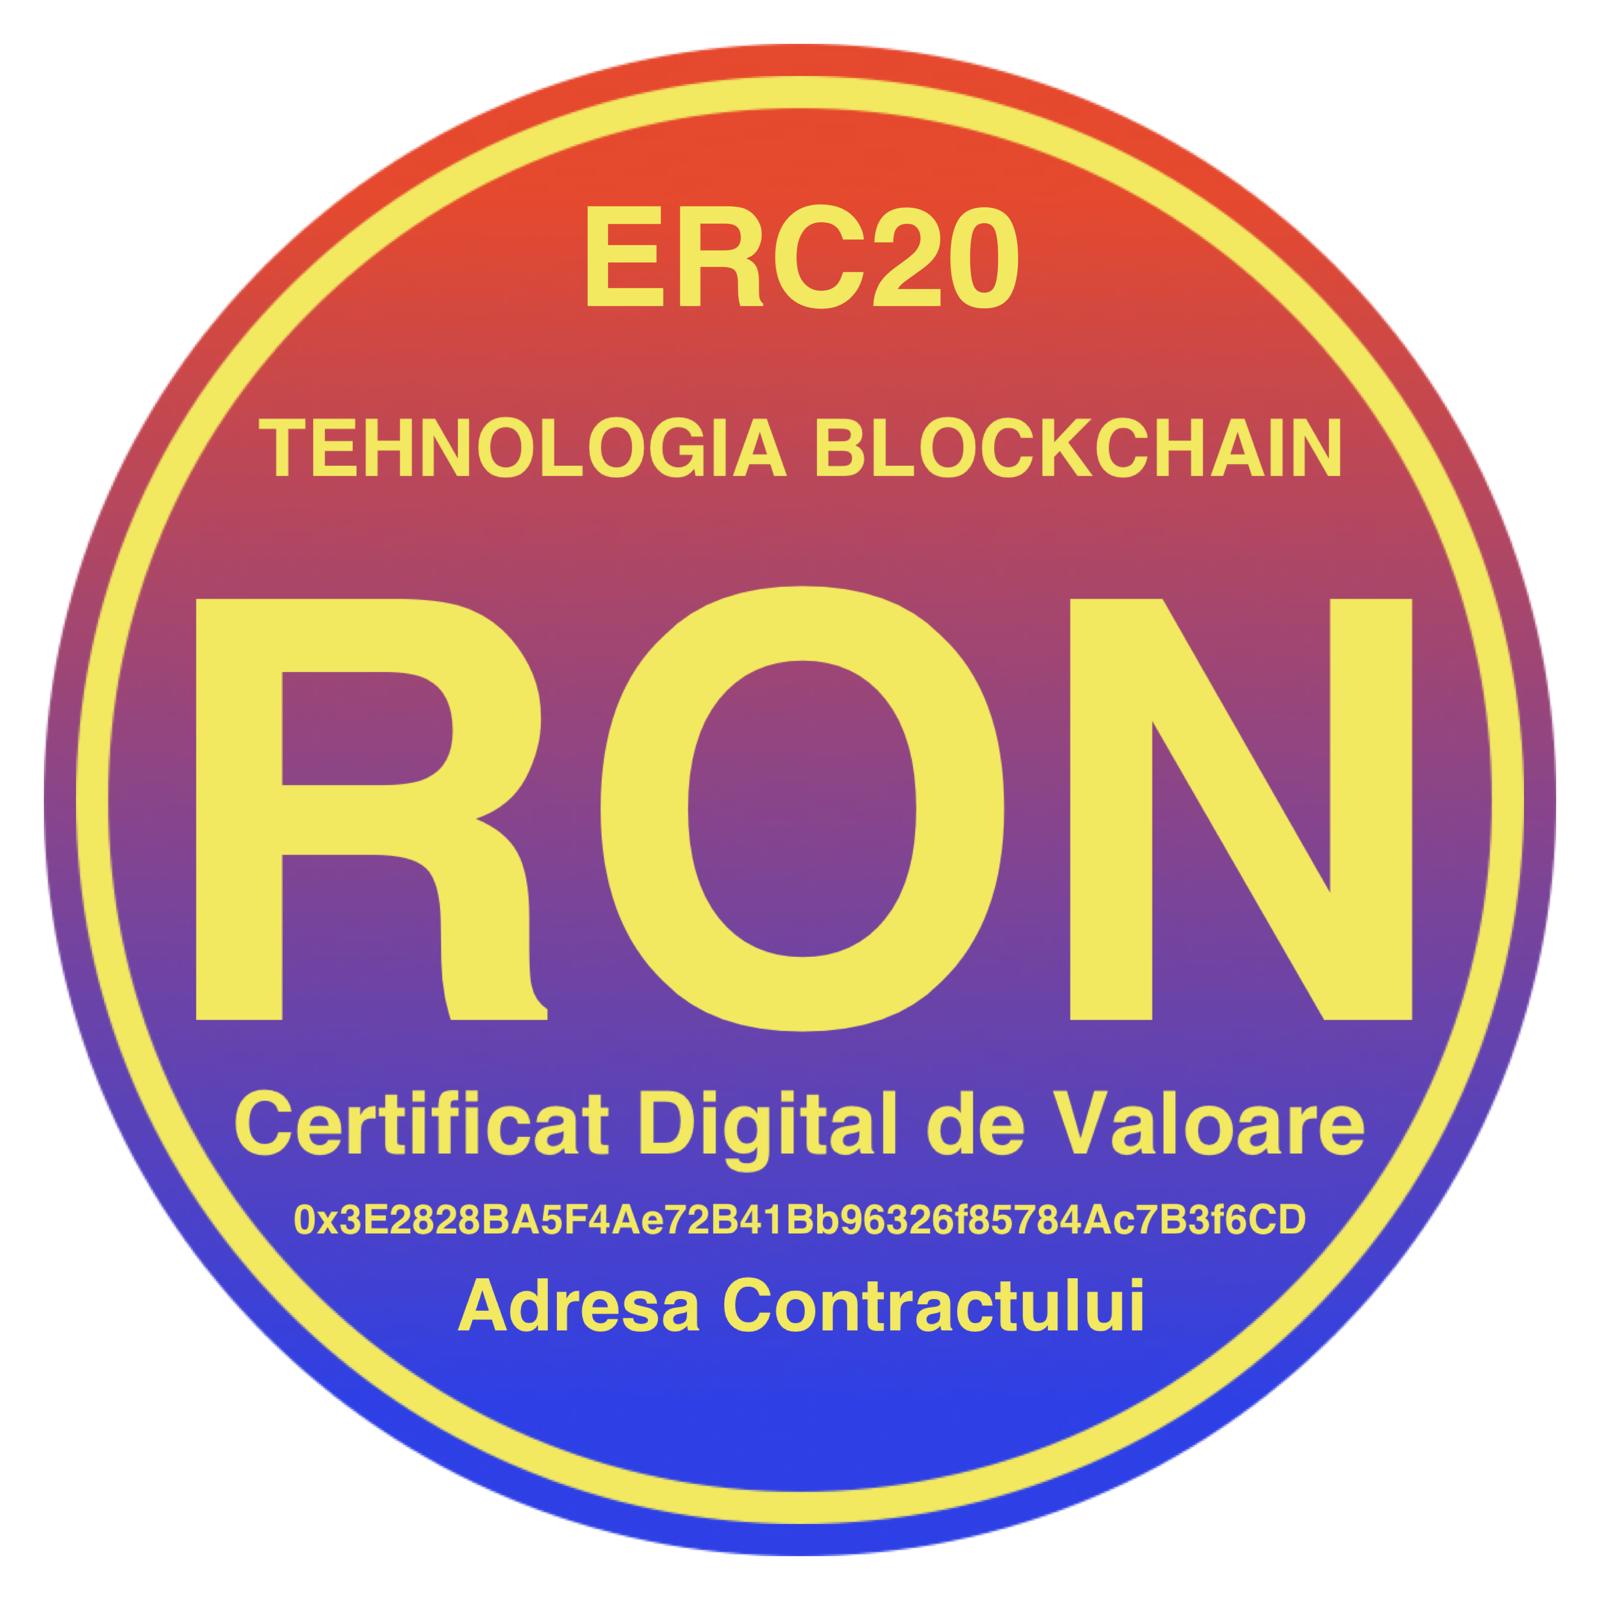 ERC20
TEHNOLOGIA BLOCKCHAIN
RON
Certificat Digital de Valoare
0x3E2828BA5F4Ae72B41Bb96326f85784Ac7B3f6CD
Adresa Contractului